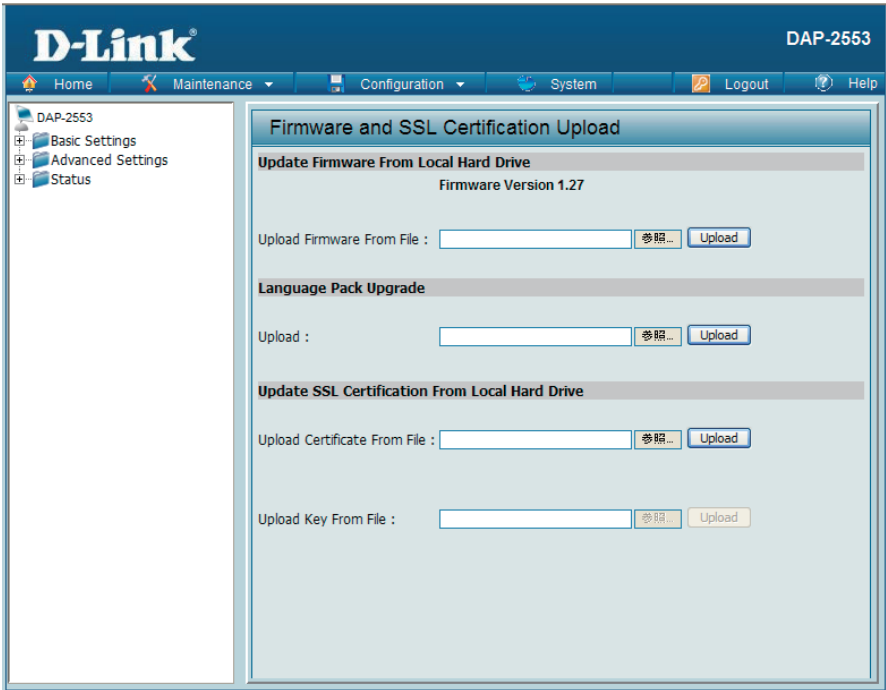 D-Link®
DAP-2553
Home Maintenance Configuration System Logout Help
DAP-2553
Basic Settings
Advanced Settings
Status
Firmware and SSL Certification Upload
Update Firmware From Local Hard Drive
Firmware Version 1.27
Upload Firmware From File : 参照... Upload
Language Pack Upgrade
Upload : 参照... Upload
Update SSL Certification From Local Hard Drive
Upload Certificate From File : 参照... Upload
Upload Key From File : 参照... Upload